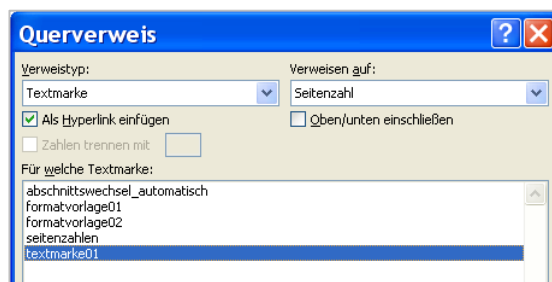 Querverweis
Verweistyp: Verweisen auf:
Textmarke Seitenzahl
Als Hyperlink einfügen Oben/unten einschließen
Zahlen trennen mit
Für welche Textmarke:
abschnittswechsel_automatisch
formatvorlage01
formatvorlage02
seitenzahlen
textmarke01